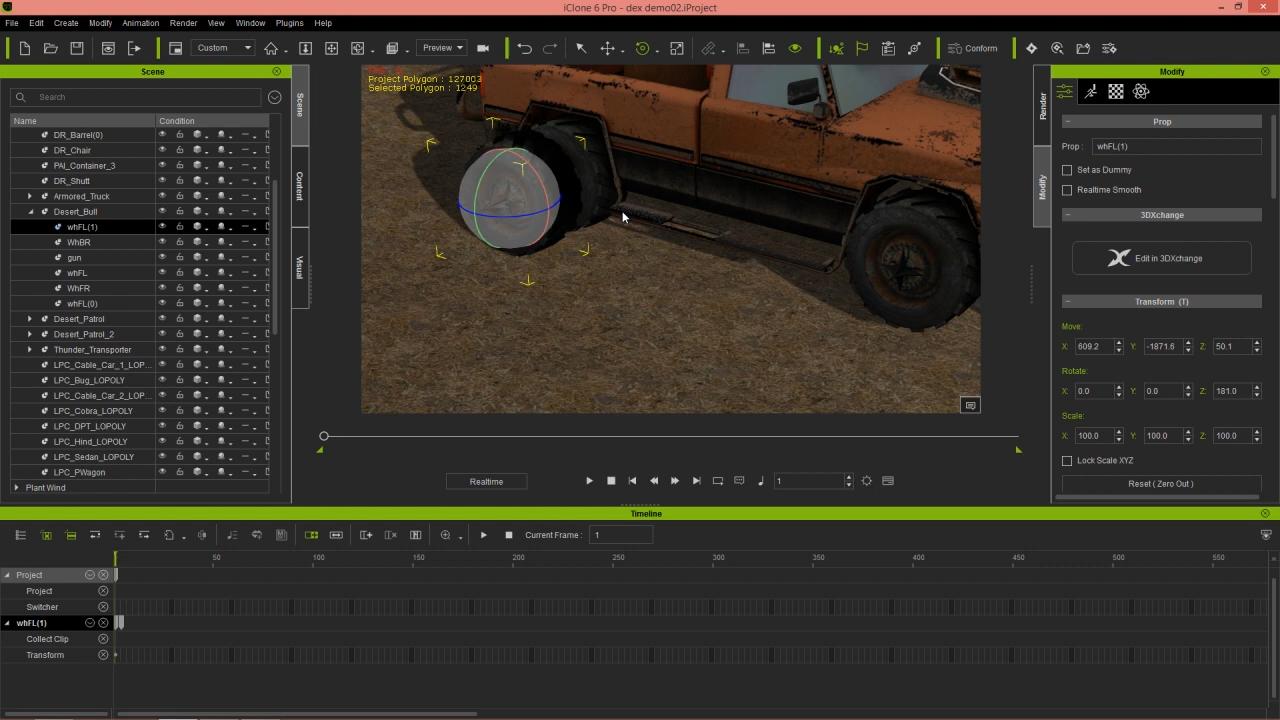 iClone 6 Pro - dex demo02.iProject
File Edit Create Modify Animation Render View Window Plugins Help
Custom Preview Conform
Scene
Search
Name Condition
DR_Barrel(0)
DR_Chair
PAI_Container_3
DR_Shutt
Armored_Truck
Desert_Bull
whFL(1)
WhBR
gun
whFL
WhFR
whFL(0)
Desert_Patrol
Desert_Patrol_2
Thunder_Transporter
LPC_Cable_Car_1_LOP...
LPC_Bug_LOPOLY
LPC_Cable_Car_2_LOP...
LPC_Cobra_LOPOLY
LPC_DPT_LOPOLY
LPC_Hind_LOPOLY
LPC_Sedan_LOPOLY
LPC_PWagon
Plant Wind
Scene
Content
Visual
Project Polygon : 127003
Selected Polygon : 1249
Realtime
1
Render
Modify
Modify
Prop
Prop : whFL(1)
Set as Dummy
Realtime Smooth
3DXchange
Edit in 3DXchange
Transform (T)
Move:
X: 609.2 Y: -1871.6 Z: 50.1
Rotate:
X: 0.0 Y: 0.0 Z: 181.0
Scale:
X: 100.0 Y: 100.0 Z: 100.0
Lock Scale XYZ
Reset ( Zero Out )
Timeline
Current Frame : 1
50 100 150 200 250 300 350 400 450 500 550
Project
Project
Switcher
whFL(1)
Collect Clip
Transform